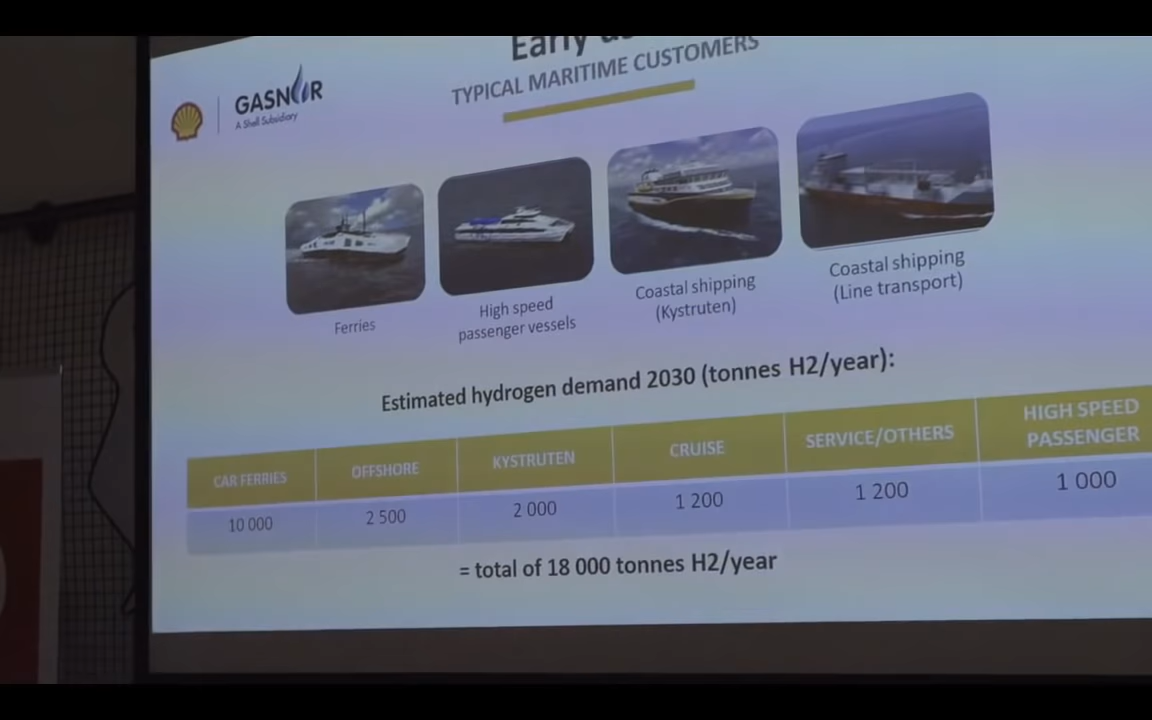 Early
TYPICAL MARITIME CUSTOMERS
GASNOR
A Shell Subsidiary
Ferries
High speed
passenger vessels
Coastal shipping
(Kystruten)
Coastal shipping
(Line transport)
Estimated hydrogen demand 2030 (tonnes H2/year):
CAR FERRIES OFFSHORE KYSTRUTEN CRUISE SERVICE/OTHERS HIGH SPEED PASSENGER
10 000 2 500 2 000 1 200 1 200 1 000
= total of 18 000 tonnes H2/year